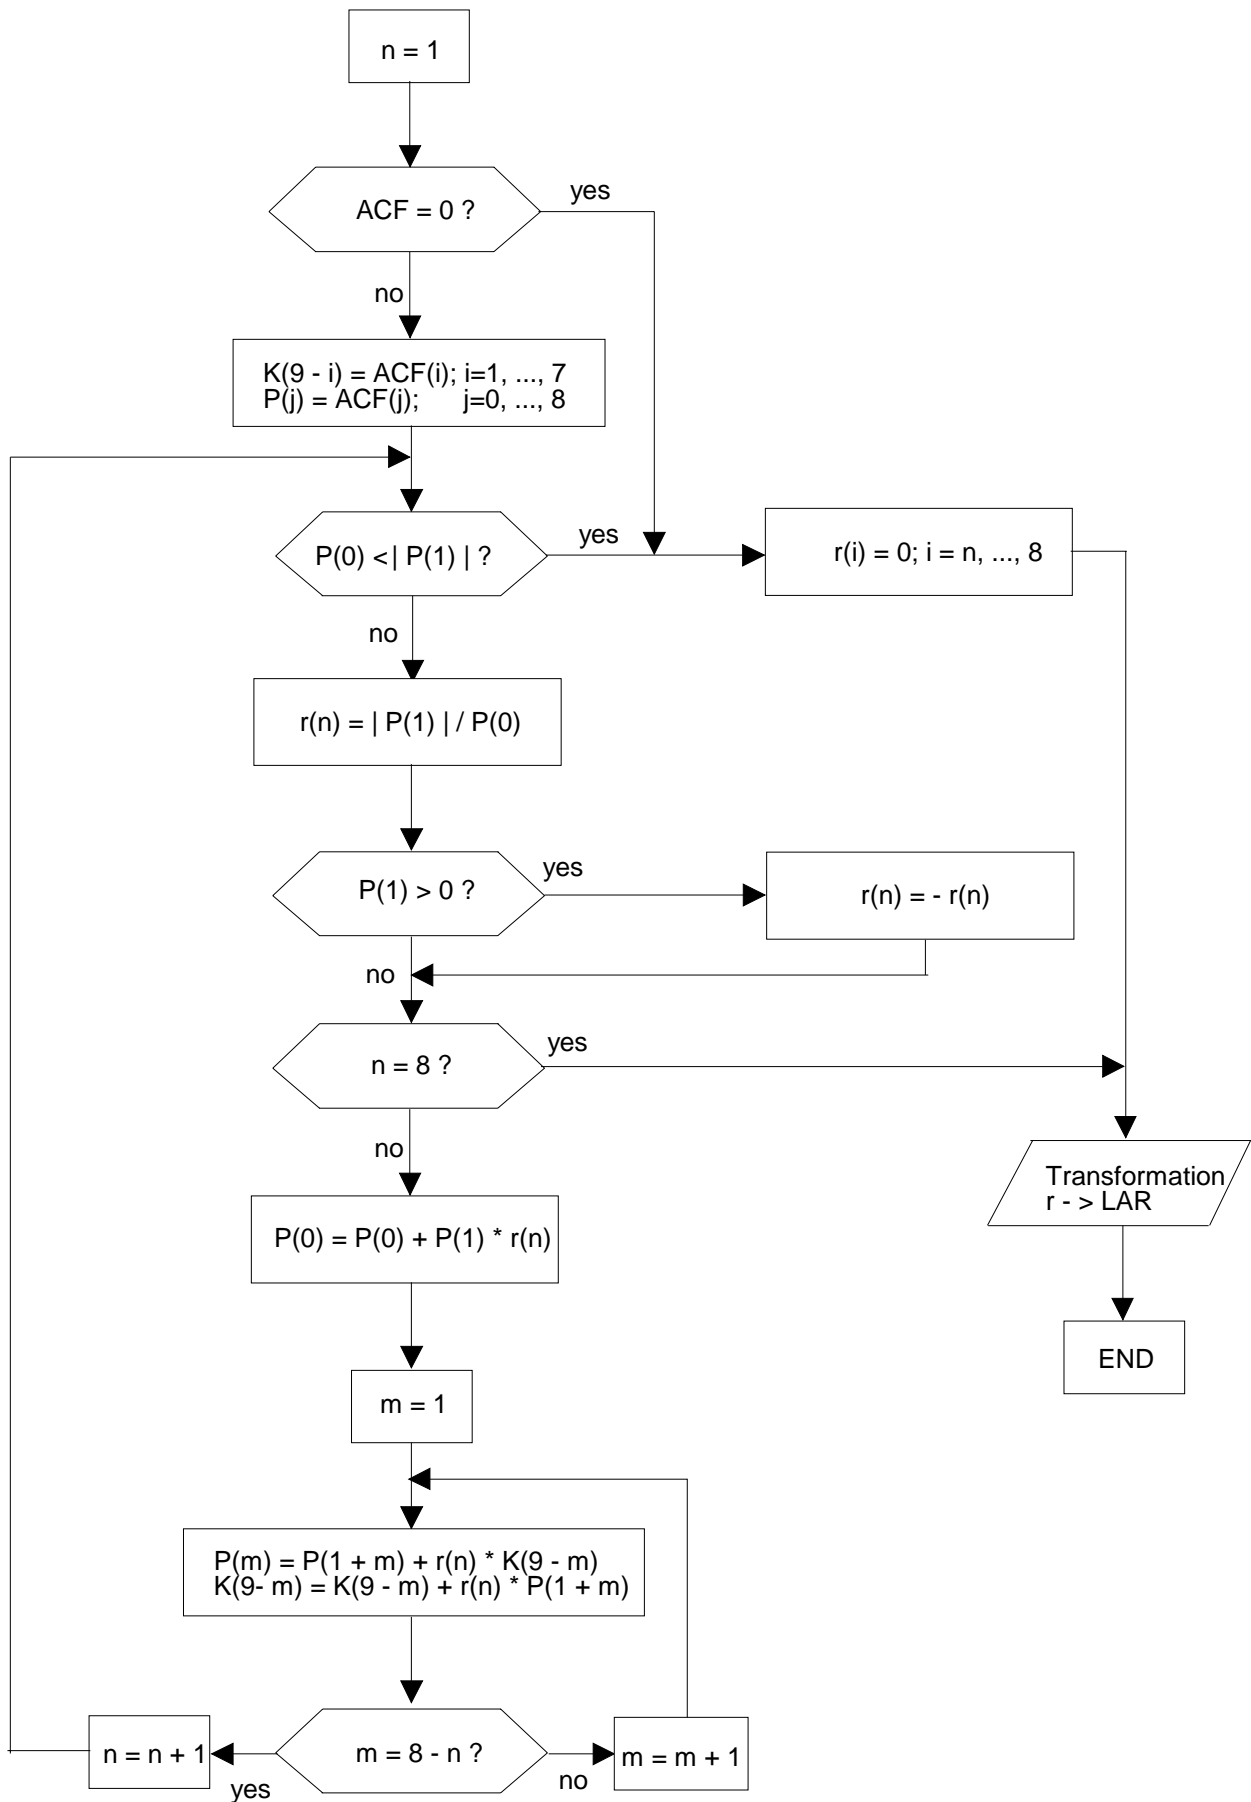 n = 1
ACF = 0 ?
yes
no
K(9 - i) = ACF(i); i=1, ..., 7
P(j) = ACF(j); j=0, ..., 8
P(0) <| P(1) | ?
yes
r(i) = 0; i = n, ..., 8
no
r(n) = | P(1) | / P(0)
P(1) > 0 ?
yes
r(n) = - r(n)
no
n = 8 ?
yes
no
Transformation
r - > LAR
P(0) = P(0) + P(1) * r(n)
END
m = 1
P(m) = P(1 + m) + r(n) * K(9 - m)
K(9- m) = K(9 - m) + r(n) * P(1 + m)
n = n + 1
yes
m = 8 - n ?
no
m = m + 1